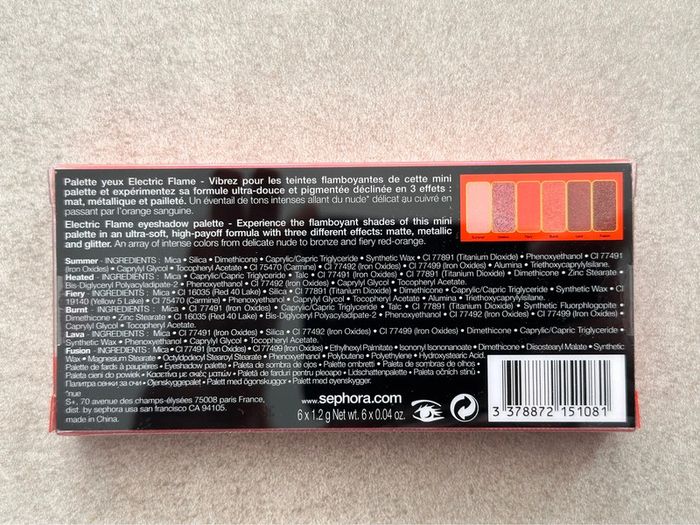 Palette yeux Electric Flame - Vibrez pour les teintes flamboyantes de cette mini
palette et expérimentez sa formule ultra-douce et pigmentée déclinée en 3 effets :
mat, métallique et pailleté. Un éventail de tons intenses allant du nude* délicat au cuivré en
passant par l'orange sanguine.
Electric Flame eyeshadow palette - Experience the flamboyant shades of this mini
palette in an ultra-soft, high-payoff formula with three different effects: matte, metallic
and glitter. An array of intense colors from delicate nude to bronze and fiery red-orange.
Summer - INGREDIENTS : Mica • Silica • Dimethicone • Caprylic/Capric Triglyceride • Synthetic Wax • CI 77891 (Titanium Dioxide) • Phenoxyethanol • CI 77491
(Iron Oxides) • Caprylyl Glycol • Tocopheryl Acetate • CI 75470 (Carmine) • CI 77492 (Iron Oxides) • CI 77499 (Iron Oxides) • Alumina • Triethoxycaprylylsilane.
Heated - INGREDIENTS : Mica • Caprylic/Capric Triglyceride • Talc • CI 77491 (Iron Oxides) • CI 77891 (Titanium Dioxide) • Dimethicone • Zinc Stearate •
Bis-Diglyceryl Polyacyladipate-2 • Phenoxyethanol • CI 77492 (Iron Oxides) • CI 77499 (Iron Oxides) • Caprylyl Glycol • Tocopheryl Acetate.
Fiery - INGREDIENTS : Mica • CI 16035 (Red 40 Lake) • Silica • CI 77891 (Titanium Dioxide) • Dimethicone • Caprylic/Capric Triglyceride • Synthetic Wax • CI
19140 (Yellow 5 Lake) • CI 75470 (Carmine) • Phenoxyethanol • Caprylyl Glycol • Tocopheryl Acetate • Alumina • Triethoxycaprylylsilane.
Burnt - INGREDIENTS : Mica • CI 77491 (Iron Oxides) • Caprylic/Capric Triglyceride • Talc • CI 77891 (Titanium Dioxide) • Synthetic Fluorphlogopite
• Dimethicone • Zinc Stearate • CI 16035 (Red 40 Lake) • Bis-Diglyceryl Polyacyladipate-2 • Phenoxyethanol • CI 77492 (Iron Oxides) • CI 77499 (Iron Oxides)
• Caprylyl Glycol • Tocopheryl Acetate.
Lava - INGREDIENTS : Mica • CI 77491 (Iron Oxides) • Silica • CI 77492 (Iron Oxides) • CI 77499 (Iron Oxides) • Dimethicone • Caprylic/Capric Triglyceride •
Synthetic Wax • Phenoxyethanol • Caprylyl Glycol • Tocopheryl Acetate.
Fusion - INGREDIENTS : Mica • CI 77491 (Iron Oxides) • CI 77499 (Iron Oxides) • Ethylhexyl Palmitate • Isononyl Isononanoate • Dimethicone • Disostearyl Malate • Synthetic
Wax • Magnesium Stearate • Octyldodecyl Stearoyl Stearate • Phenoxyethanol • Polybutene • Polyethylene • Hydroxystearic Acid.
Palette de fards à paupières • Eyeshadow palette • Paleta de sombra de ojos • Palette ombretti • Paleta de sombras de olhos •
Paleta cieni do powiek • Κασετίνα με σκιές ματιών • Paletă de farduri pentru pleoape • Lidschattenpalette • Paleta očních stínů •
Палитра сенки за очи • Øjenskyggepalet • Palett med ögonskuggor • Palett med øyenskygger.
*nue
S+, 70 avenue des champs-élysées 75008 paris France,
dist. by sephora usa san francisco CA 94105.
made in China.
www.sephora.com
6 x 1.2 g Net wt. 6 x 0.04 oz.
Summer
Heated
Fiery
Burnt
Lava
Fusion
3 378872 151081